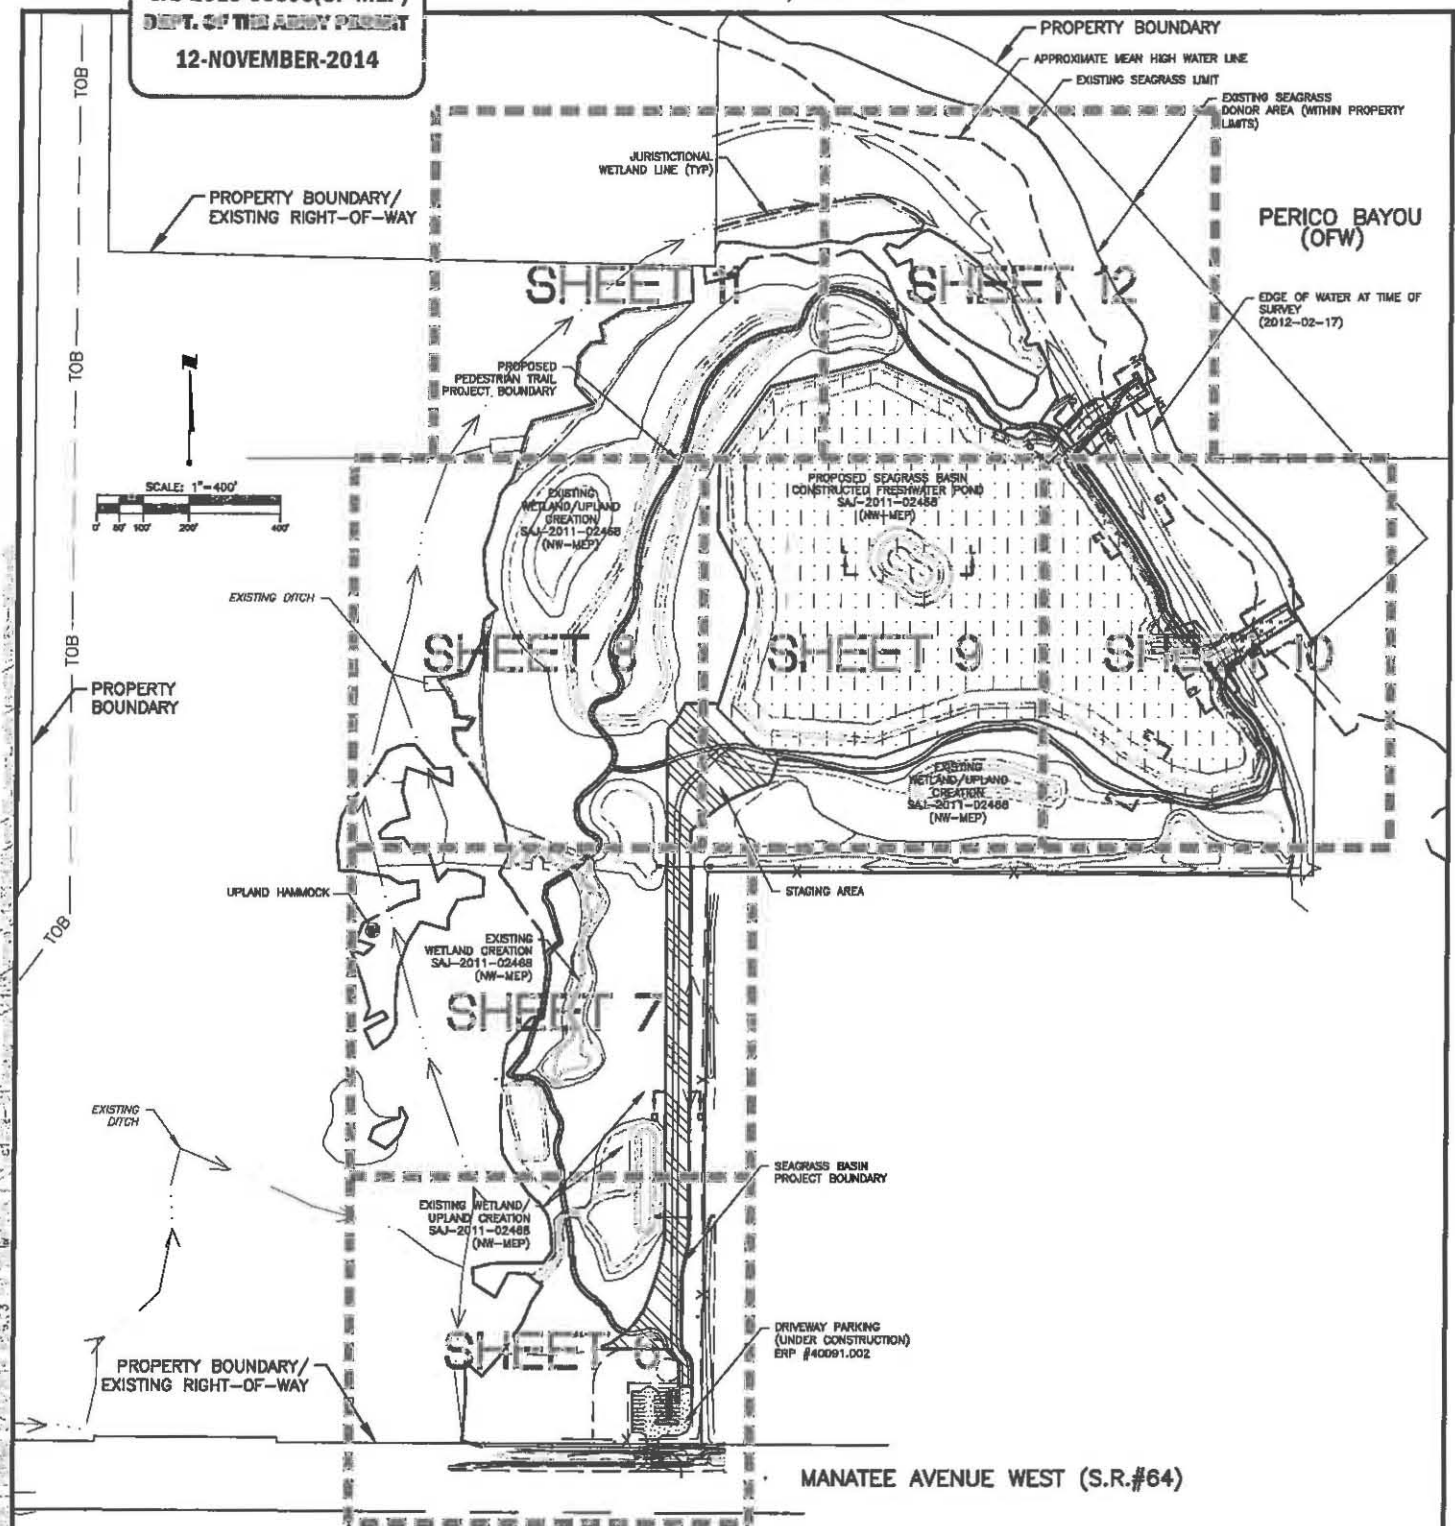 DEPT. OF THE ARMY PERMIT
12-NOVEMBER-2014
PROPERTY BOUNDARY
APPROXIMATE MEAN HIGH WATER LINE
EXISTING SEAGRASS LIMIT
EXISTING SEAGRASS
DONOR AREA (WITHIN PROPERTY
LIMITS)
TOB
JURISTICTIONAL
WETLAND LINE (TYP)
PROPERTY BOUNDARY/
EXISTING RIGHT-OF-WAY
PERICO BAYOU
(OFW)
SHEET 11
SHEET 12
EDGE OF WATER AT TIME OF
SURVEY
(2012-02-17)
TOB
N
PROPOSED
PEDESTRIAN TRAIL
PROJECT BOUNDARY
SCALE: 1"=400'
0' 50' 100' 200' 400'
EXISTING
WETLAND/UPLAND
CREATION
SAJ-2011-02468
(NW-MEP)
PROPOSED SEAGRASS BASIN
CONSTRUCTED FRESHWATER POND
SAJ-2011-02468
(NW-MEP)
EXISTING DITCH
TOB
SHEET 8
SHEET 9
SHEET 10
PROPERTY
BOUNDARY
EXISTING
WETLAND/UPLAND
CREATION
SAJ-2011-02468
(NW-MEP)
UPLAND HAMMOCK
STAGING AREA
TOB
EXISTING
WETLAND CREATION
SAJ-2011-02468
(NW-MEP)
SHEET 7
EXISTING
DITCH
SEAGRASS BASIN
PROJECT BOUNDARY
EXISTING WETLAND/
UPLAND CREATION
SAJ-2011-02468
(NW-MEP)
SHEET 6
DRIVEWAY PARKING
(UNDER CONSTRUCTION)
ERP #40091.002
PROPERTY BOUNDARY/
EXISTING RIGHT-OF-WAY
MANATEE AVENUE WEST (S.R.#64)